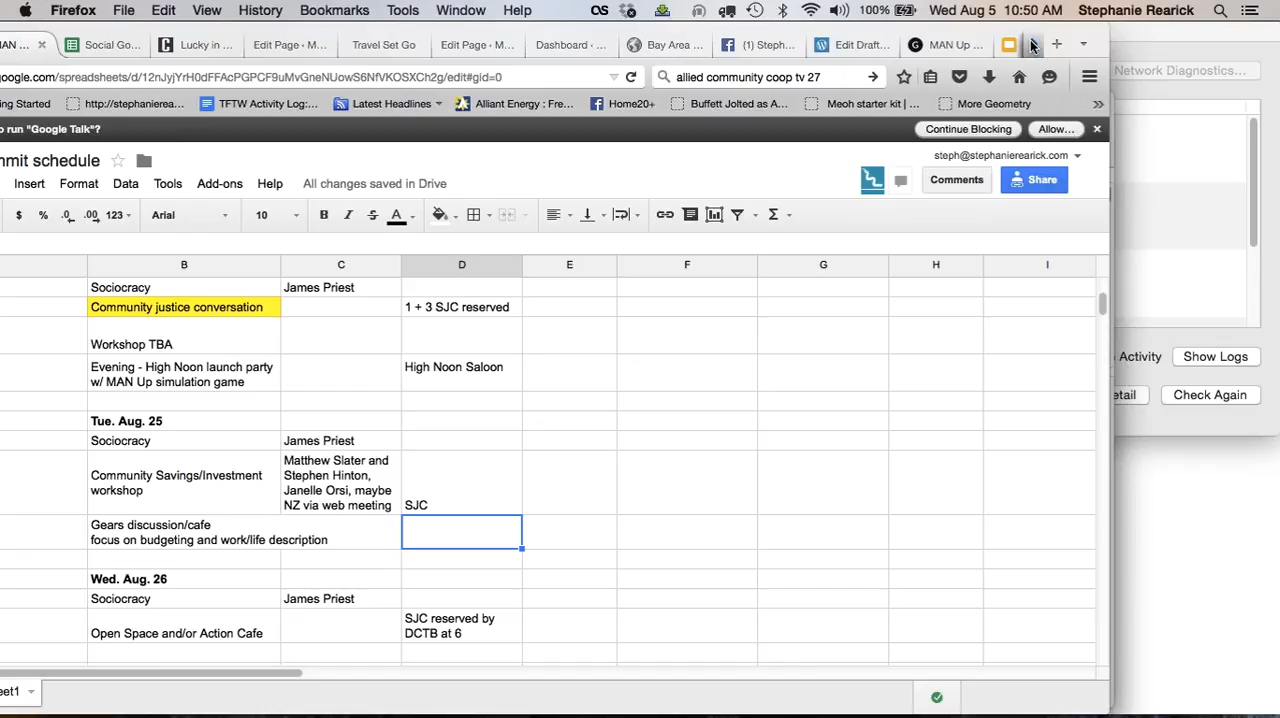 Firefox File Edit View History Bookmarks Tools Window Help 100% Wed Aug 5 10:50 AM Stephanie Rearick
MAN ... Social Go... Lucky in ... Edit Page ‹ M... Travel Set Go Edit Page ‹ M... Dashboard ‹ ... Bay Area ... (1) Steph... Edit Draft... MAN Up ...
google.com/spreadsheets/d/12nJyjYrH0dFFAcPGPCF9uMvGneNUowS6NfVKOSXCh2g/edit#gid=0 allied community coop tv 27
ing Started http://stephanierea... TFTW Activity Log:... Latest Headlines Alliant Energy : Fre... Home20+ Buffett Jolted as A... Meoh starter kit | ... More Geometry
to run "Google Talk"? Continue Blocking Allow...
mmit schedule
steph@stephanierearick.com
Insert Format Data Tools Add-ons Help All changes saved in Drive Comments Share
$ % .0 .00 123 Arial 10 B I S A
B C D E F G H I
Sociocracy James Priest
Community justice conversation 1 + 3 SJC reserved
Workshop TBA
Evening - High Noon launch party High Noon Saloon
w/ MAN Up simulation game
Tue. Aug. 25
Sociocracy James Priest
Matthew Slater and
Community Savings/Investment Stephen Hinton,
workshop Janelle Orsi, maybe
NZ via web meeting SJC
Gears discussion/cafe
focus on budgeting and work/life description
Wed. Aug. 26
Sociocracy James Priest
SJC reserved by
Open Space and/or Action Cafe DCTB at 6
eet1
Network Diagnostics...
Activity Show Logs
etail Check Again